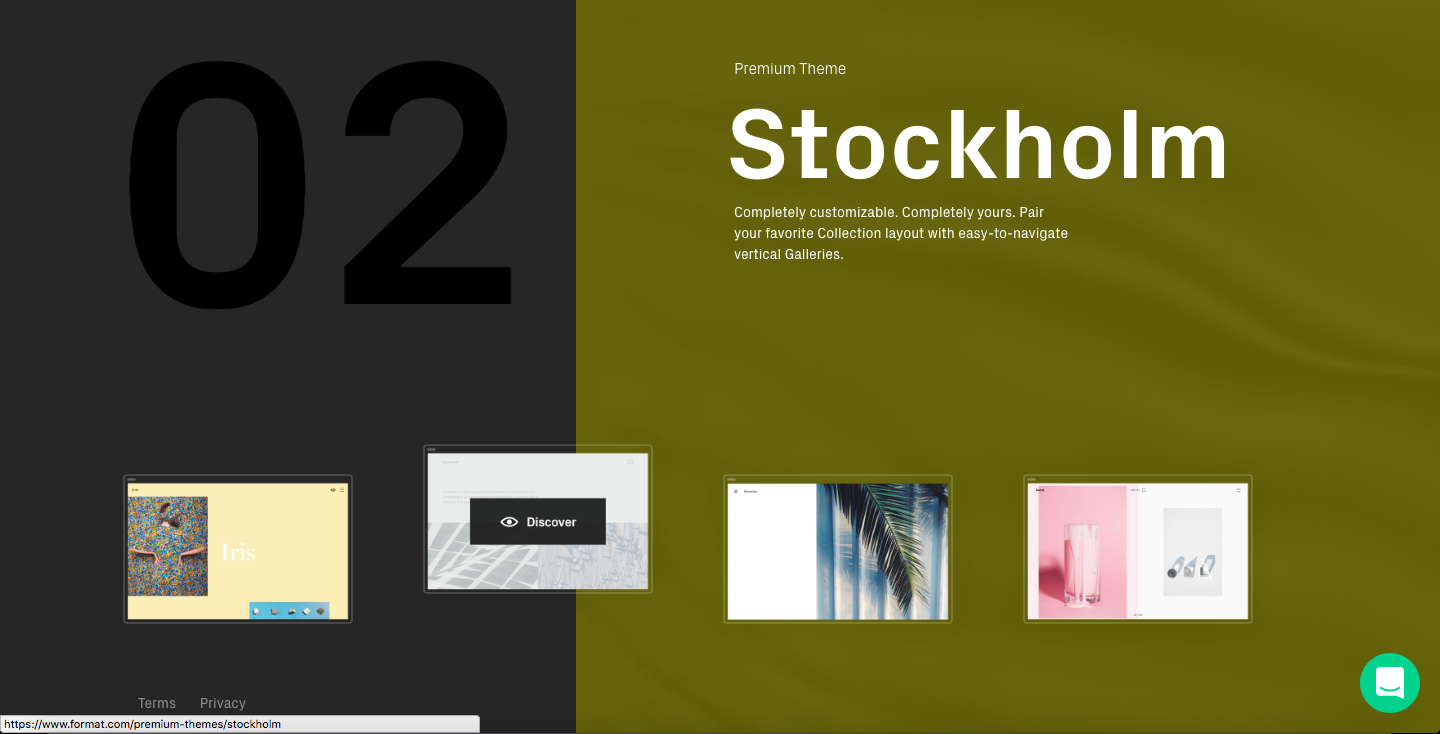 02
Premium Theme
Stockholm
Completely customizable. Completely yours. Pair
your favorite Collection layout with easy-to-navigate
vertical Galleries.
Iris
Discover
Terms
Privacy
https://www.format.com/premium-themes/stockholm